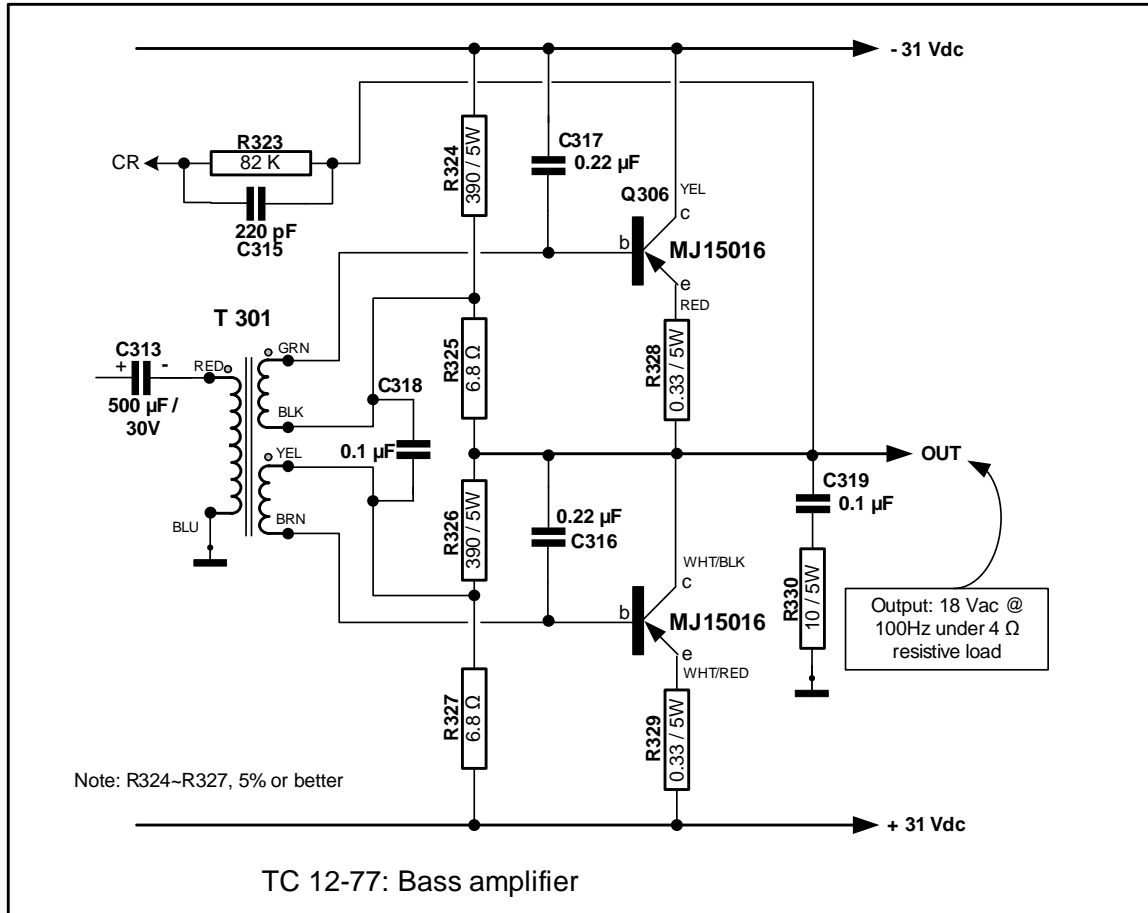 - 31 Vdc
R323
82 K
CR
220 pF
C315
R324
390 / 5W
C317
0.22 µF
Q306
YEL
c
b
MJ15016
e
RED
T 301
C313
+
-
RED
500 µF /
30V
GRN
BLK
YEL
BRN
BLU
C318
0.1 µF
R325
6.8 Ω
R328
0.33 / 5W
OUT
R326
390 / 5W
0.22 µF
C316
C319
0.1 µF
WHT/BLK
c
b
MJ15016
e
WHT/RED
R330
10 / 5W
Output: 18 Vac @
100Hz under 4 Ω
resistive load
R327
6.8 Ω
R329
0.33 / 5W
Note: R324~R327, 5% or better
+ 31 Vdc
TC 12-77: Bass amplifier